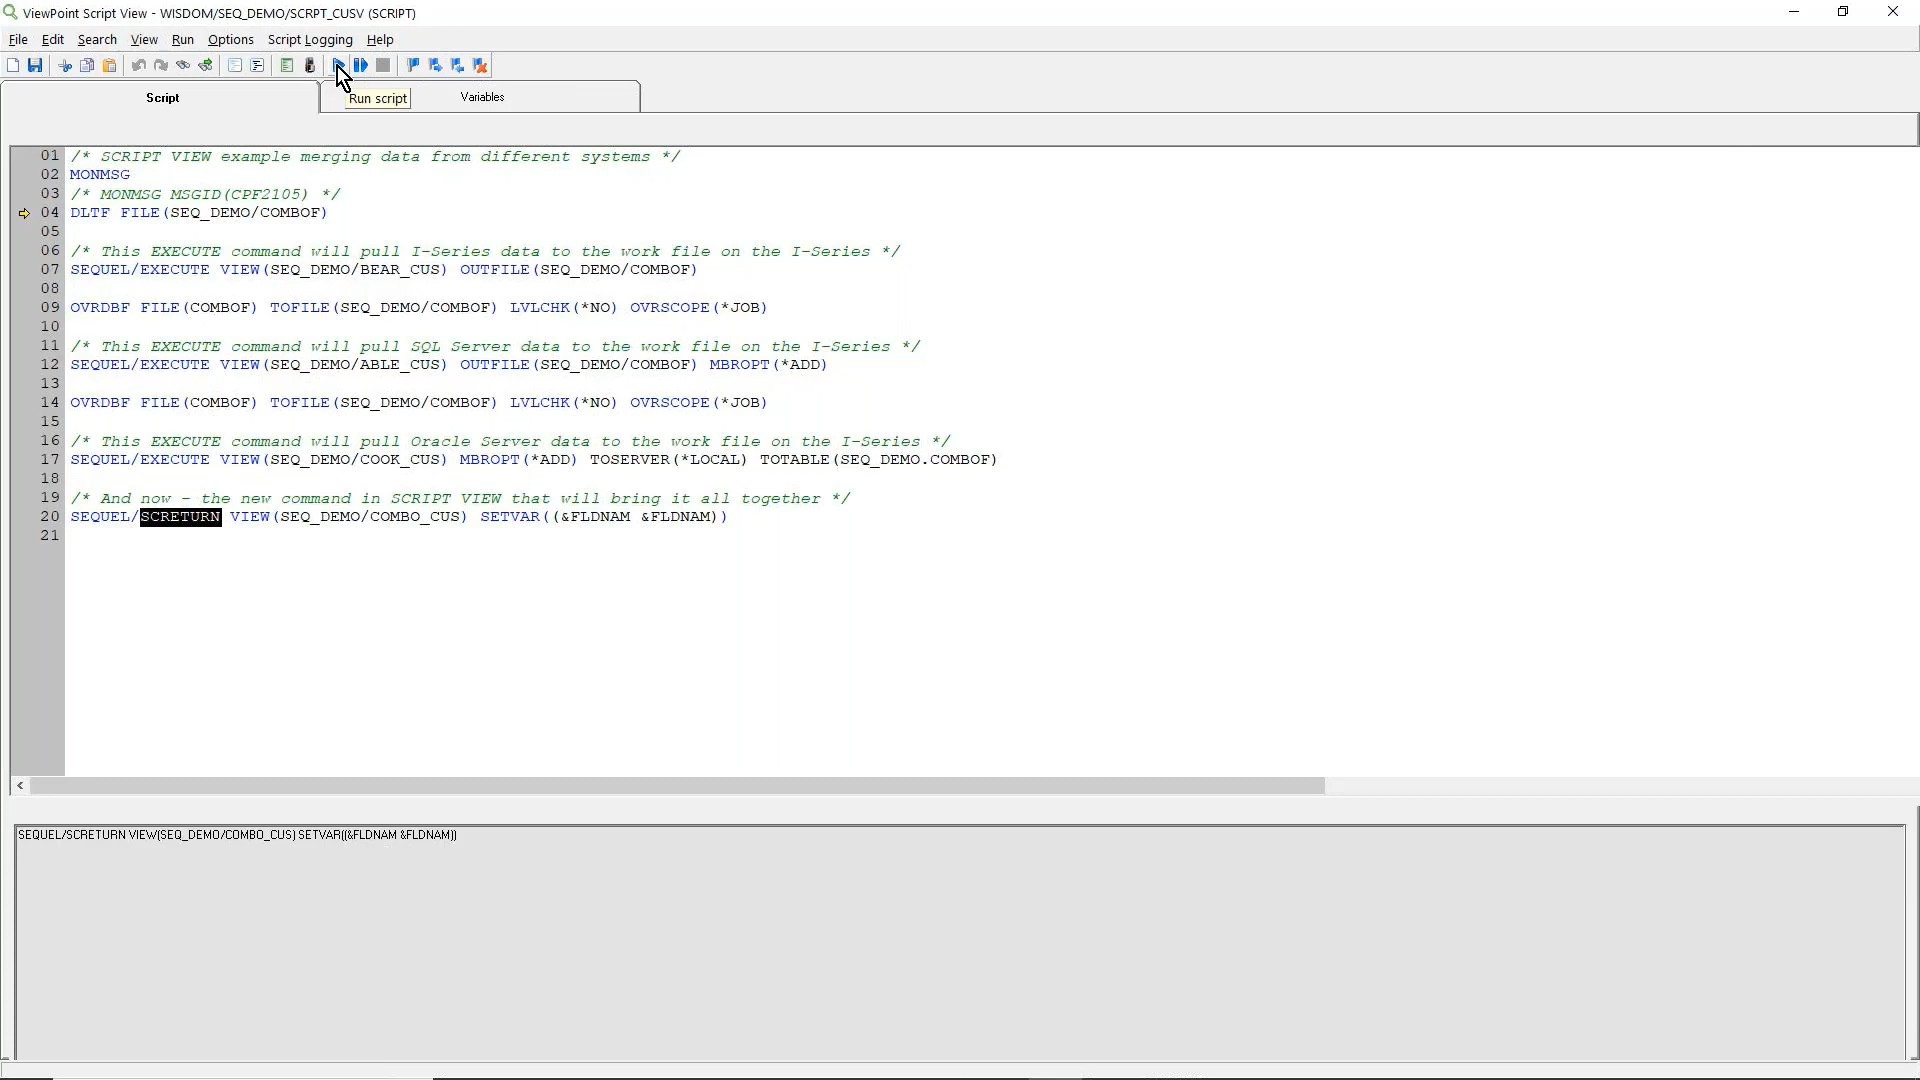 ViewPoint Script View - WISDOM/SEQ_DEMO/SCRPT_CUSV (SCRIPT)
File Edit Search View Run Options Script Logging Help
Run script
Script Variables
01 /* SCRIPT VIEW example merging data from different systems */
02 MONMSG
03 /* MONMSG MSGID(CPF2105) */
04 DLTF FILE(SEQ_DEMO/COMBOF)
05
06 /* This EXECUTE command will pull I-Series data to the work file on the I-Series */
07 SEQUEL/EXECUTE VIEW(SEQ_DEMO/BEAR_CUS) OUTFILE(SEQ_DEMO/COMBOF)
08
09 OVRDBF FILE(COMBOF) TOFILE(SEQ_DEMO/COMBOF) LVLCHK(*NO) OVRSCOPE(*JOB)
10
11 /* This EXECUTE command will pull SQL Server data to the work file on the I-Series */
12 SEQUEL/EXECUTE VIEW(SEQ_DEMO/ABLE_CUS) OUTFILE(SEQ_DEMO/COMBOF) MBROPT(*ADD)
13
14 OVRDBF FILE(COMBOF) TOFILE(SEQ_DEMO/COMBOF) LVLCHK(*NO) OVRSCOPE(*JOB)
15
16 /* This EXECUTE command will pull Oracle Server data to the work file on the I-Series */
17 SEQUEL/EXECUTE VIEW(SEQ_DEMO/COOK_CUS) MBROPT(*ADD) TOSERVER(*LOCAL) TOTABLE(SEQ_DEMO.COMBOF)
18
19 /* And now - the new command in SCRIPT VIEW that will bring it all together */
20 SEQUEL/SCRETURN VIEW(SEQ_DEMO/COMBO_CUS) SETVAR((&FLDNAM &FLDNAM))
21
SEQUEL/SCRETURN VIEW(SEQ_DEMO/COMBO_CUS) SETVAR((&FLDNAM &FLDNAM))